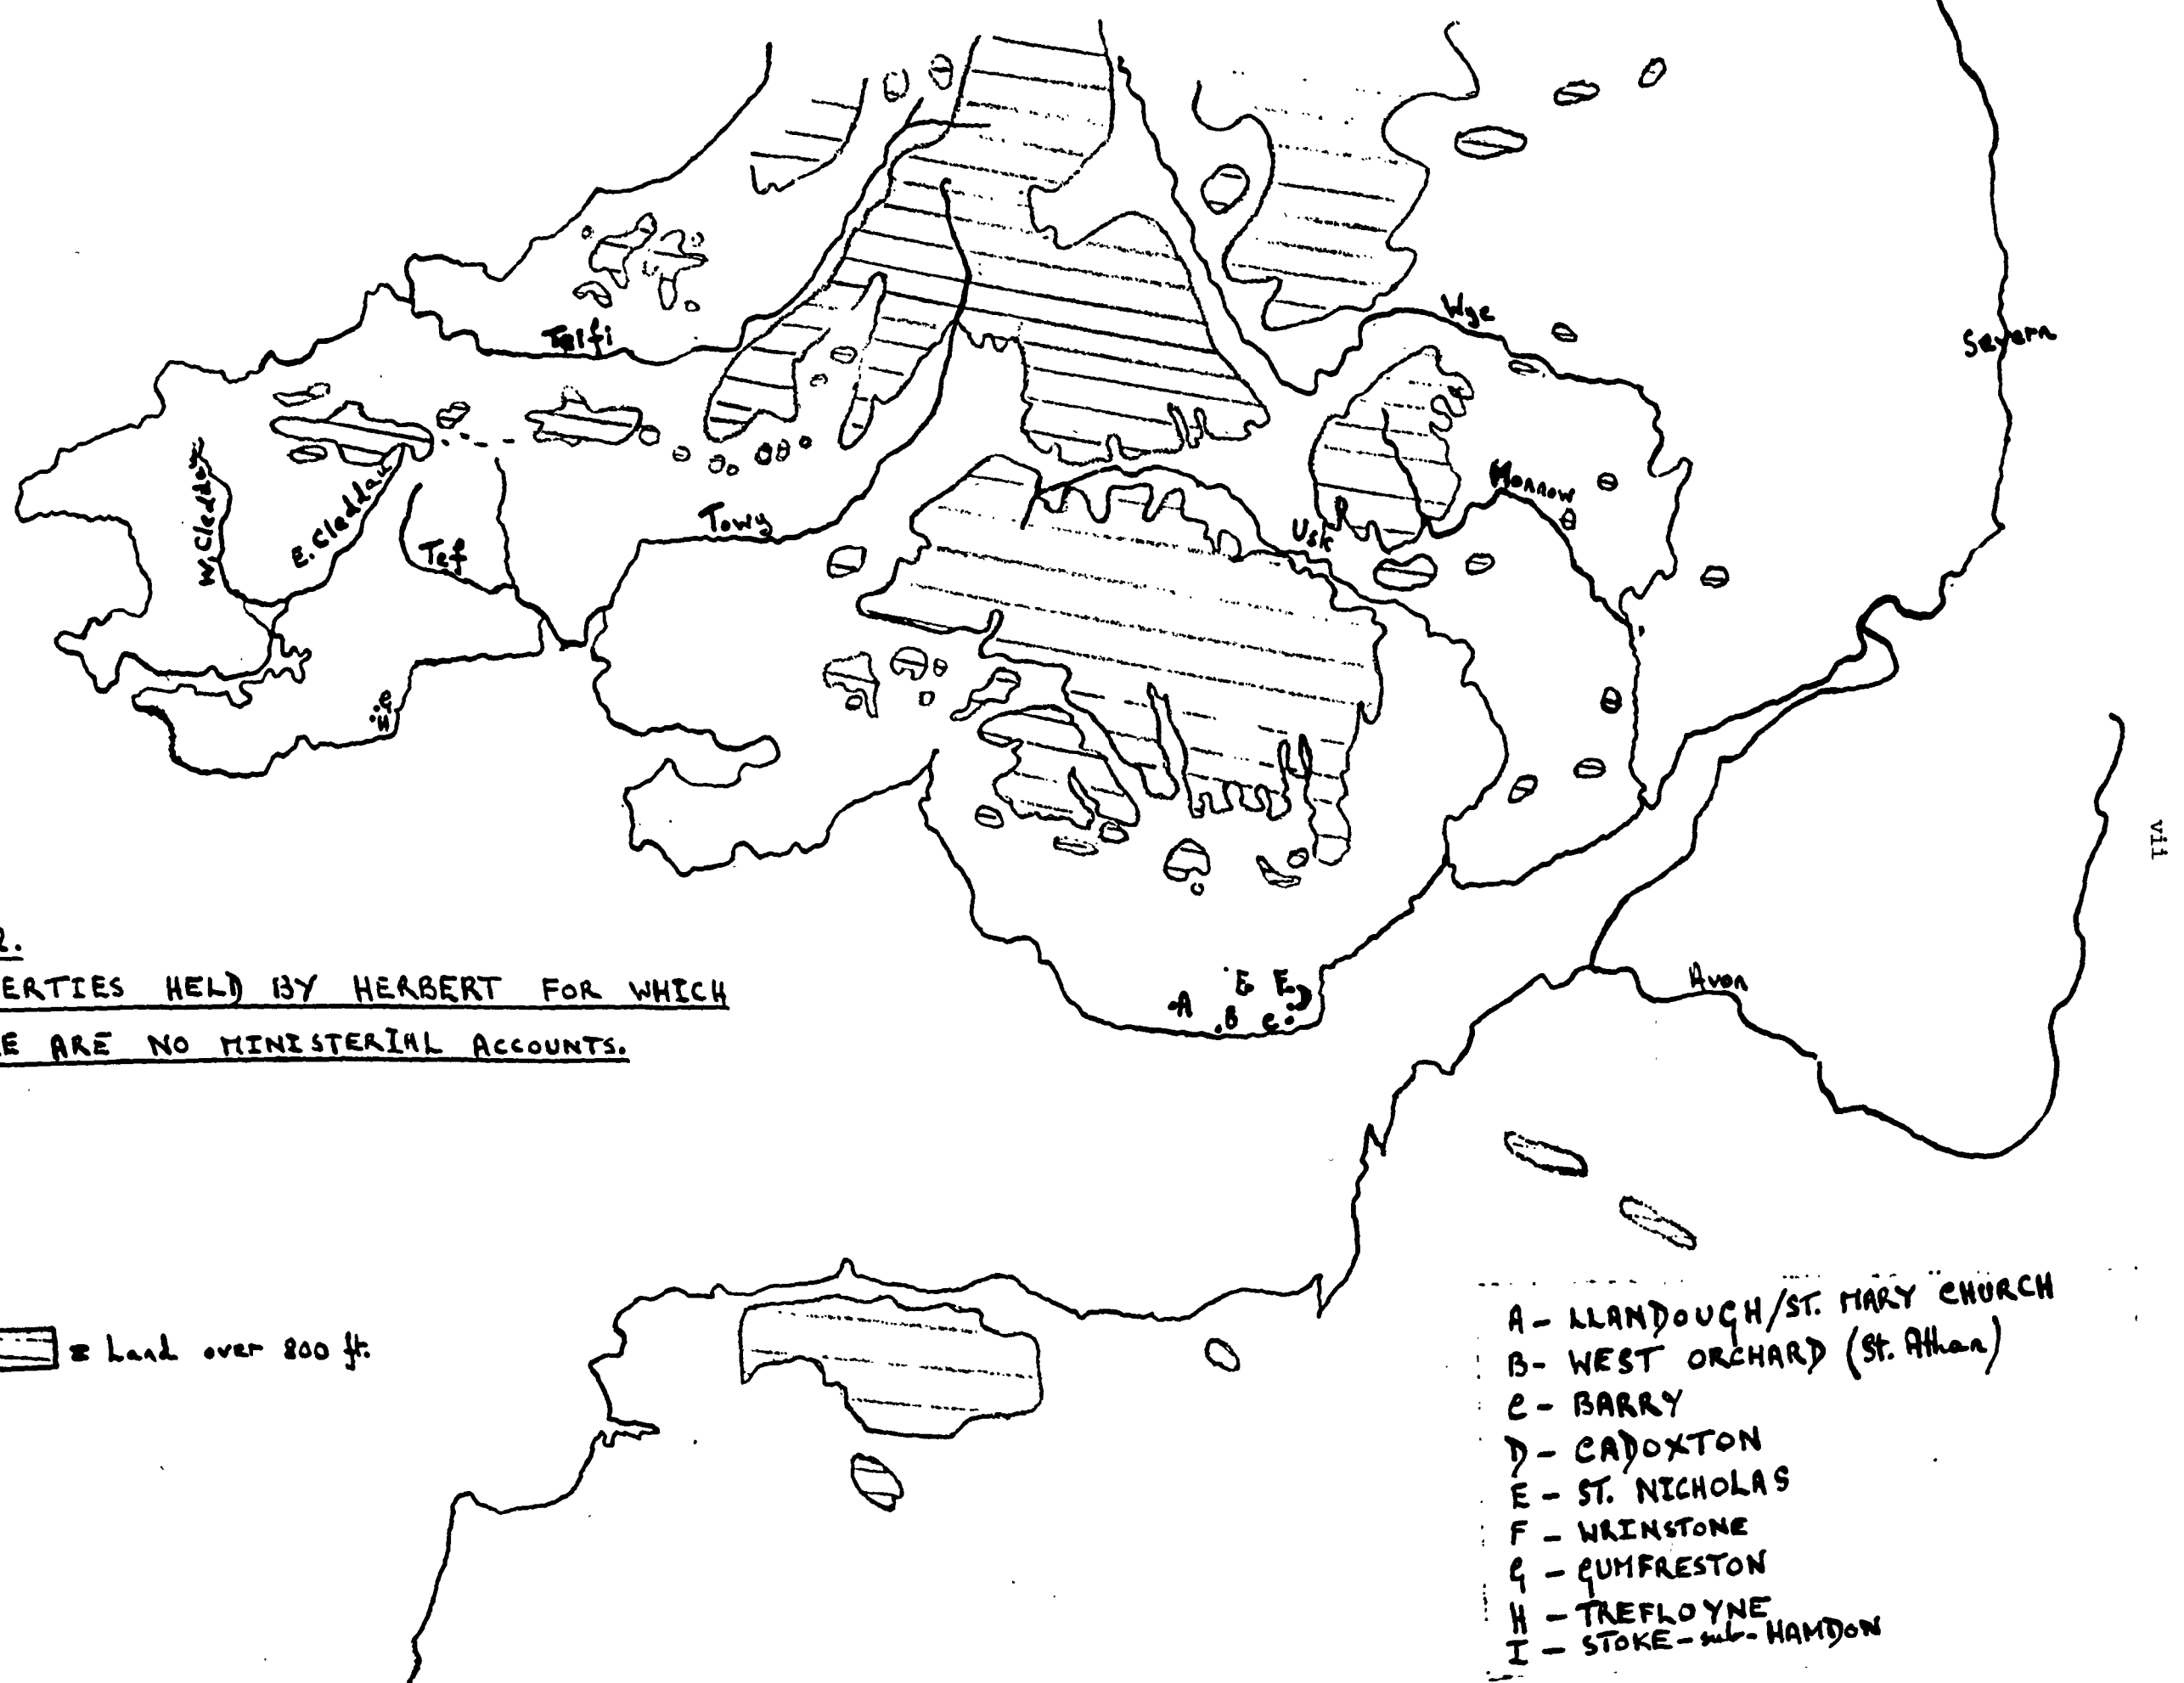 Teifi
Wye
Severn
W. Cleddau
E. Cleddau
Tef
Towy
Usk
Monnow
G
H
vii
2.
ERTIES HELD BY HERBERT FOR WHICH
E ARE NO MINISTERIAL ACCOUNTS.
E E
A B C D
Avon
= Land over 800 ft.
A - LLANDOUGH/ST. MARY CHURCH
B - WEST ORCHARD (St. Athan)
C - BARRY
D - CADOXTON
E - ST. NICHOLAS
F - WRINSTONE
G - GUMFRESTON
H - TREFLOYNE
I - STOKE-sub-HAMDON